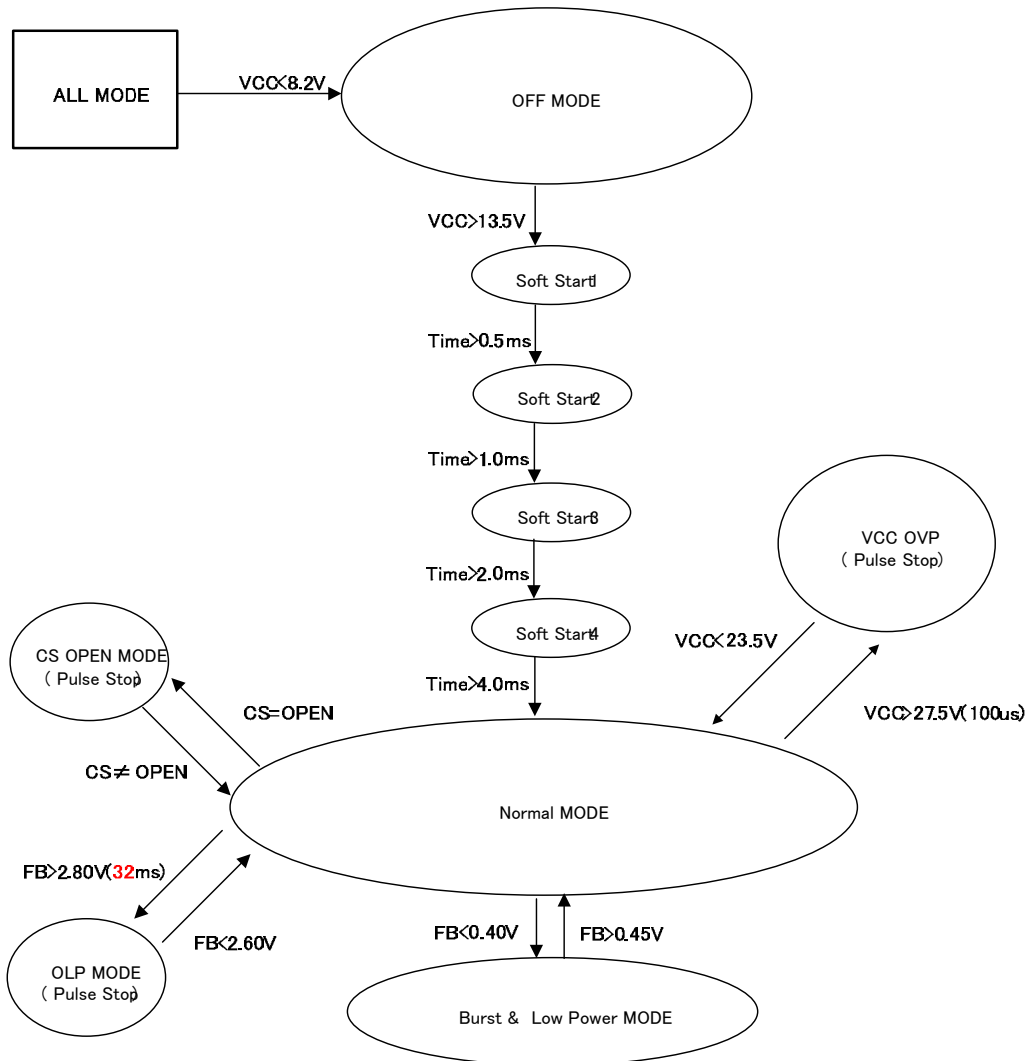 ALL MODE
VCC<8.2V
OFF MODE
VCC>13.5V
Soft Start1
Time>0.5ms
Soft Start2
Time>1.0ms
Soft Start3
Time>2.0ms
Soft Start4
Time>4.0ms
VCC OVP
( Pulse Stop)
VCC<23.5V
VCC>27.5V(100us)
CS OPEN MODE
( Pulse Stop)
CS=OPEN
CS≠ OPEN
Normal MODE
FB>2.80V(32ms)
FB<2.60V
OLP MODE
( Pulse Stop)
FB<0.40V
FB>0.45V
Burst & Low Power MODE